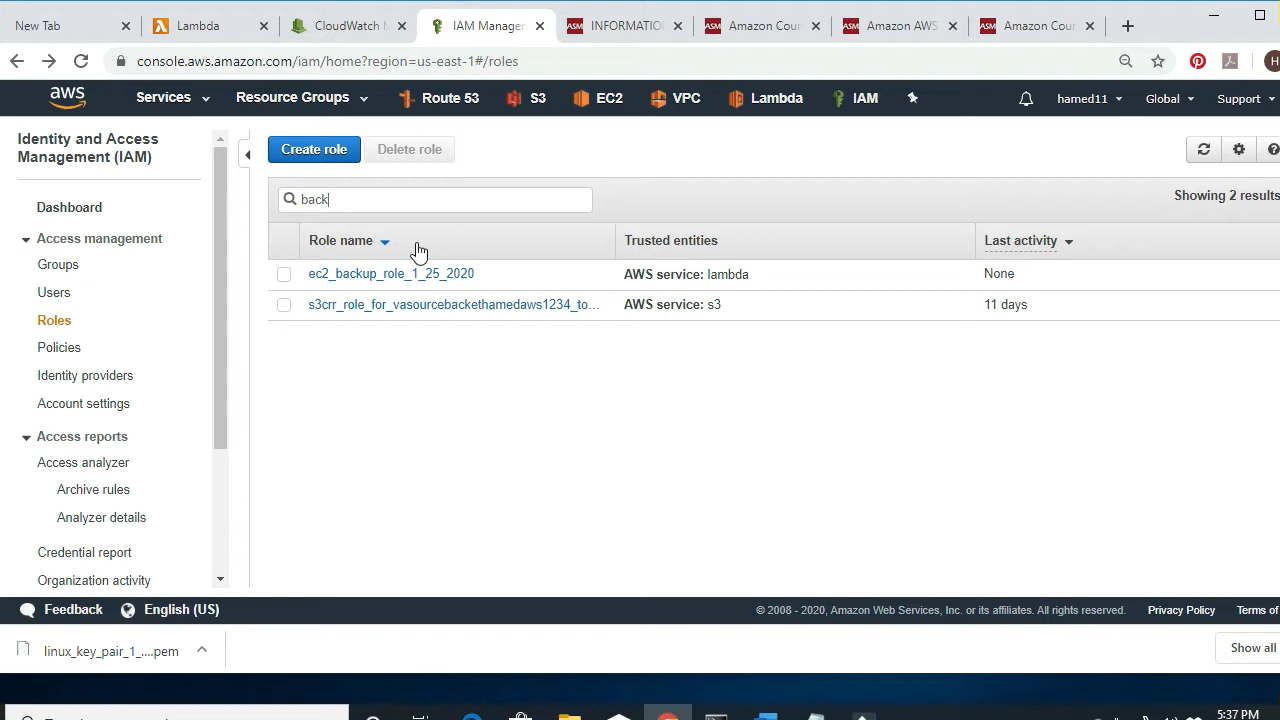 New Tab
Lambda
CloudWatch M
IAM Manager
INFORMATIO
Amazon Cour
Amazon AWS
Amazon Cour
console.aws.amazon.com/iam/home?region=us-east-1#/roles
aws
Services
Resource Groups
Route 53
S3
EC2
VPC
Lambda
IAM
hamed11
Global
Support
Identity and Access
Management (IAM)
Dashboard
Access management
Groups
Users
Roles
Policies
Identity providers
Account settings
Access reports
Access analyzer
Archive rules
Analyzer details
Credential report
Organization activity
Create role
Delete role
back
Showing 2 results
Role name
Trusted entities
Last activity
ec2_backup_role_1_25_2020
AWS service: lambda
None
s3crr_role_for_vasourcebackethamedaws1234_to...
AWS service: s3
11 days
Feedback
English (US)
© 2008 - 2020, Amazon Web Services, Inc. or its affiliates. All rights reserved.
Privacy Policy
Terms of
linux_key_pair_1_....pem
Show all
5:37 PM